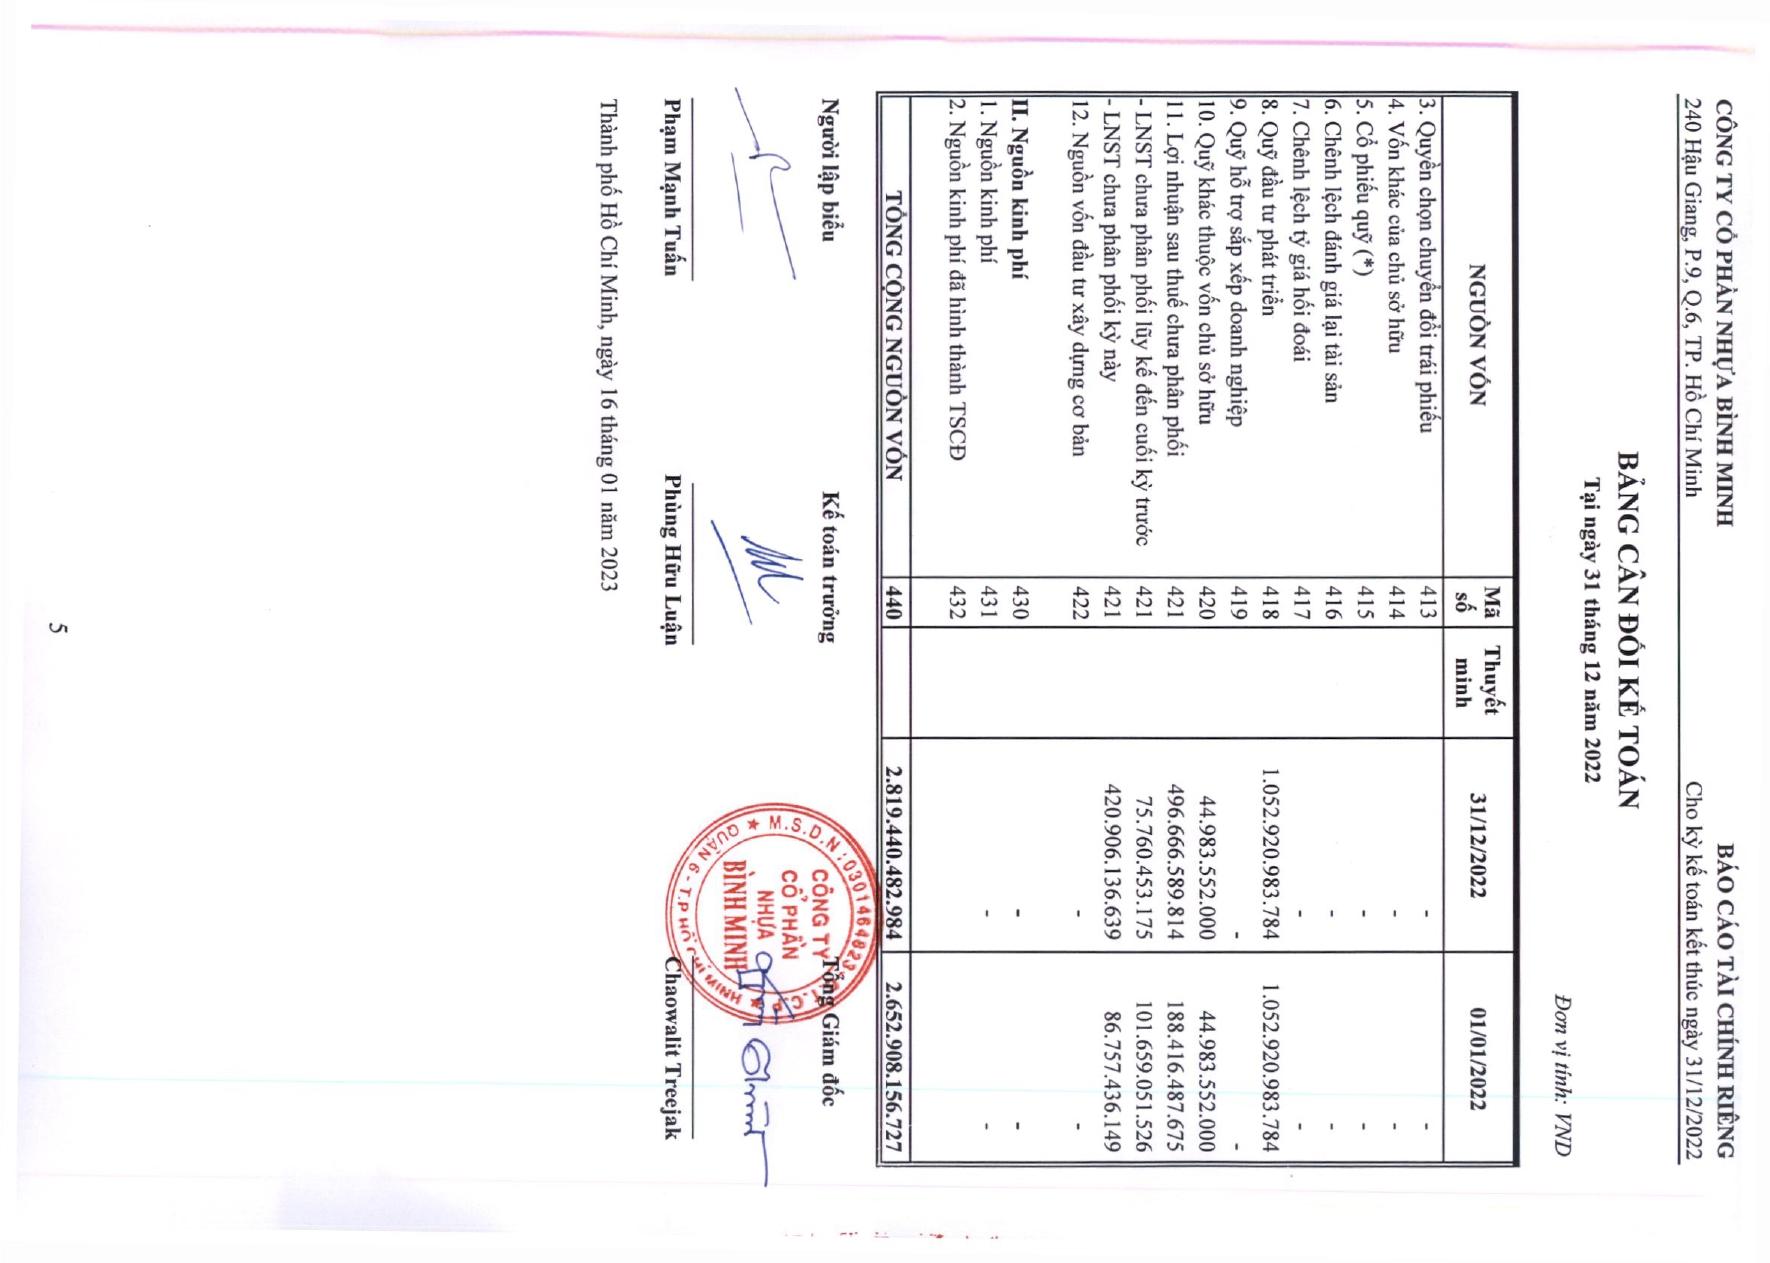 CÔNG TY CỔ PHẦN NHỰA BÌNH MINH BÁO CÁO TÀI CHÍNH RIÊNG
240 Hậu Giang, P.9, Q.6, TP. Hồ Chí Minh Cho kỳ kế toán kết thúc ngày 31/12/2022
BẢNG CÂN ĐỐI KẾ TOÁN
Tại ngày 31 tháng 12 năm 2022
Đơn vị tính: VND
NGUỒN VỐN Mã số Thuyết minh 31/12/2022 01/01/2022
3. Quyền chọn chuyển đổi trái phiếu 413 - -
4. Vốn khác của chủ sở hữu 414 - -
5. Cổ phiếu quỹ (*) 415 - -
6. Chênh lệch đánh giá lại tài sản 416 - -
7. Chênh lệch tỷ giá hối đoái 417 - -
8. Quỹ đầu tư phát triển 418 1.052.920.983.784 1.052.920.983.784
9. Quỹ hỗ trợ sắp xếp doanh nghiệp 419 - -
10. Quỹ khác thuộc vốn chủ sở hữu 420 44.983.552.000 44.983.552.000
11. Lợi nhuận sau thuế chưa phân phối 421 496.666.589.814 188.416.487.675
- LNST chưa phân phối lũy kế đến cuối kỳ trước 421 75.760.453.175 101.659.051.526
- LNST chưa phân phối kỳ này 421 420.906.136.639 86.757.436.149
12. Nguồn vốn đầu tư xây dựng cơ bản 422 - -
II. Nguồn kinh phí 430 - -
1. Nguồn kinh phí 431 - -
2. Nguồn kinh phí đã hình thành TSCĐ 432
TỔNG CỘNG NGUỒN VỐN 440 2.819.440.482.984 2.652.908.156.727
Người lập biểu Kế toán trưởng Tổng Giám đốc
M.S.D.N: 0301464823 C.T.C.P
CÔNG TY
CỔ PHẦN
NHỰA
BÌNH MINH
QUẬN 6 - T.P HỒ CHÍ MINH
Phạm Mạnh Tuấn Phùng Hữu Luận Chaowalit Treejak
Thành phố Hồ Chí Minh, ngày 16 tháng 01 năm 2023
5